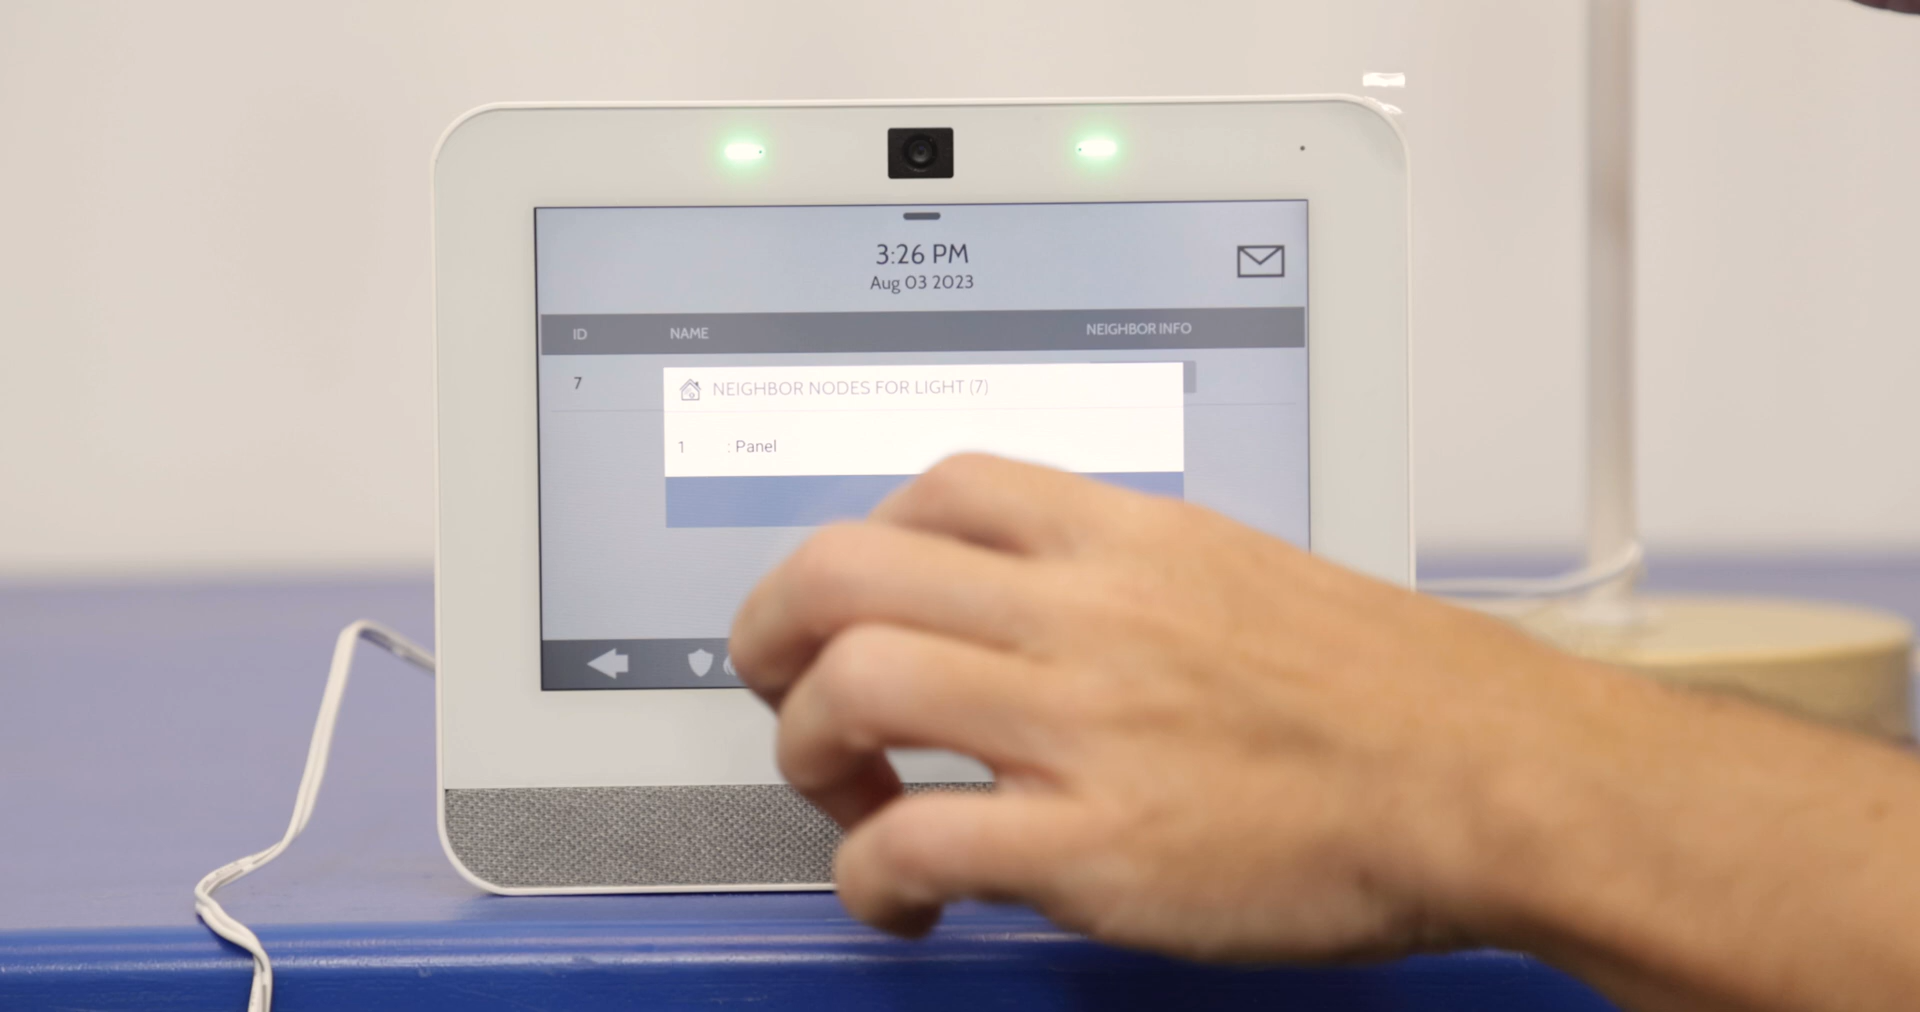 3:26 PM
Aug 03 2023
ID NAME NEIGHBOR INFO
7
NEIGHBOR NODES FOR LIGHT (7)
1 : Panel